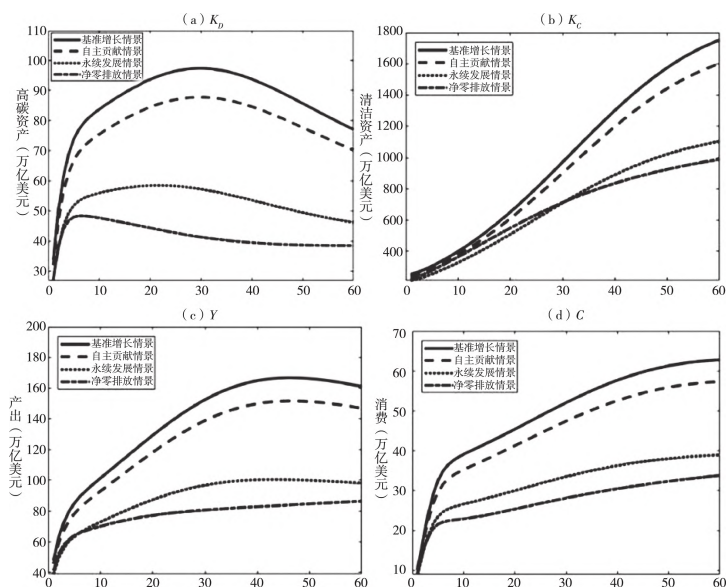 （a）K_D
110
100
90
80
70
60
50
40
30
高碳资产（万亿美元）
基准增长情景
自主贡献情景
永续发展情景
净零排放情景
0 10 20 30 40 50 60
（b）K_C
1800
1600
1400
1200
1000
800
600
400
清洁资产（万亿美元）
基准增长情景
自主贡献情景
永续发展情景
净零排放情景
0 10 20 30 40 50 60
（c）Y
200
180
160
140
120
100
80
60
40
产出（万亿美元）
基准增长情景
自主贡献情景
永续发展情景
净零排放情景
0 10 20 30 40 50 60
（d）C
70
60
50
40
30
20
10
消费（万亿美元）
基准增长情景
自主贡献情景
永续发展情景
净零排放情景
0 10 20 30 40 50 60